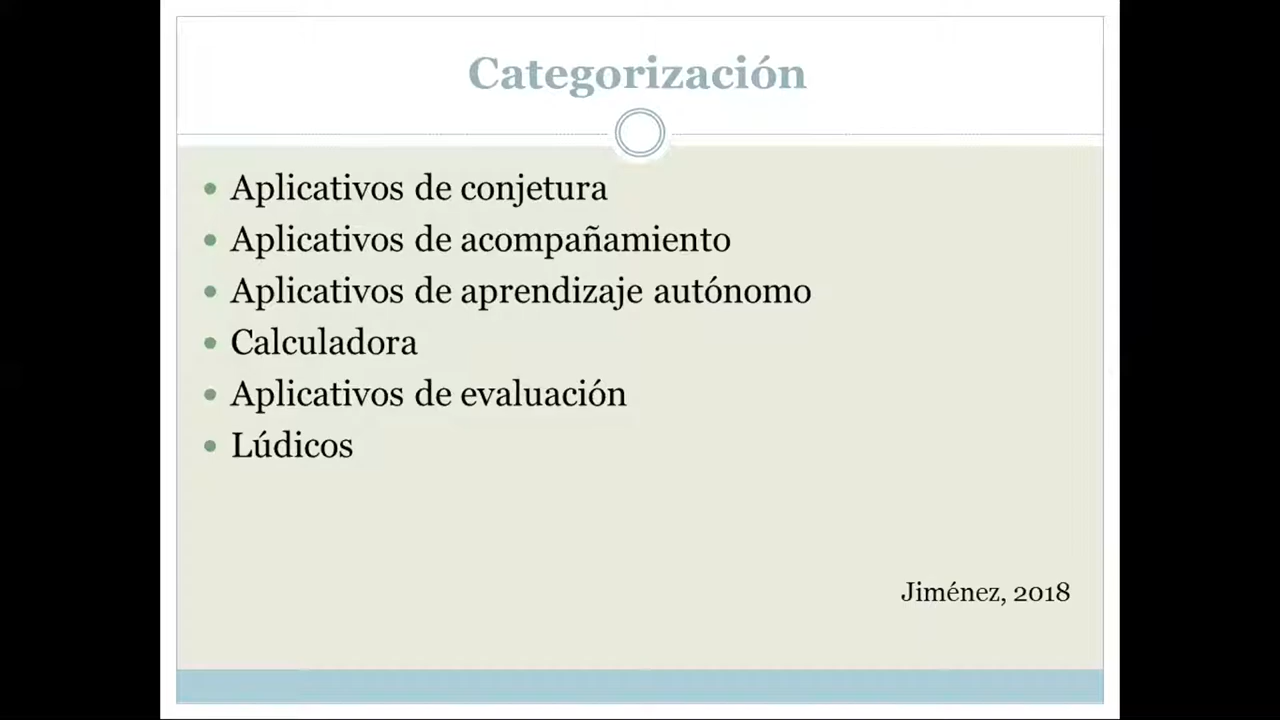 Categorización
• Aplicativos de conjetura
• Aplicativos de acompañamiento
• Aplicativos de aprendizaje autónomo
• Calculadora
• Aplicativos de evaluación
• Lúdicos
Jiménez, 2018